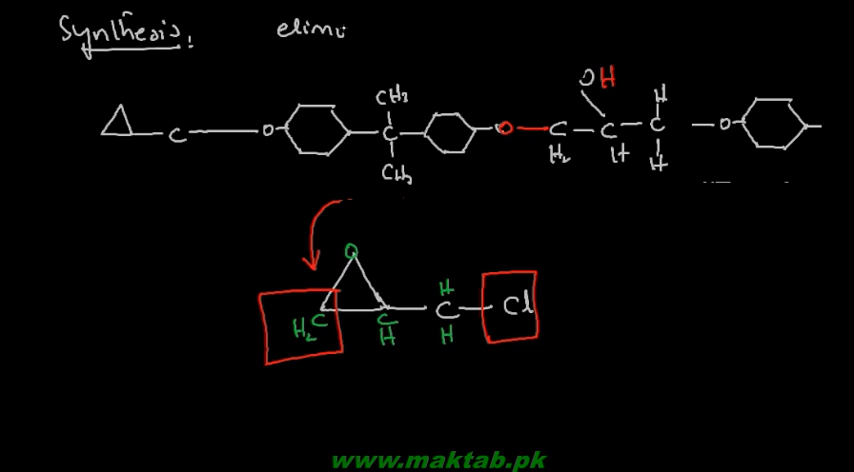 Synthesis. elimi
OH
CH₃ H
C O C O C C C O
CH₃ H₂ H H
O
H
H₂C C C Cl
H H
www.maktab.pk